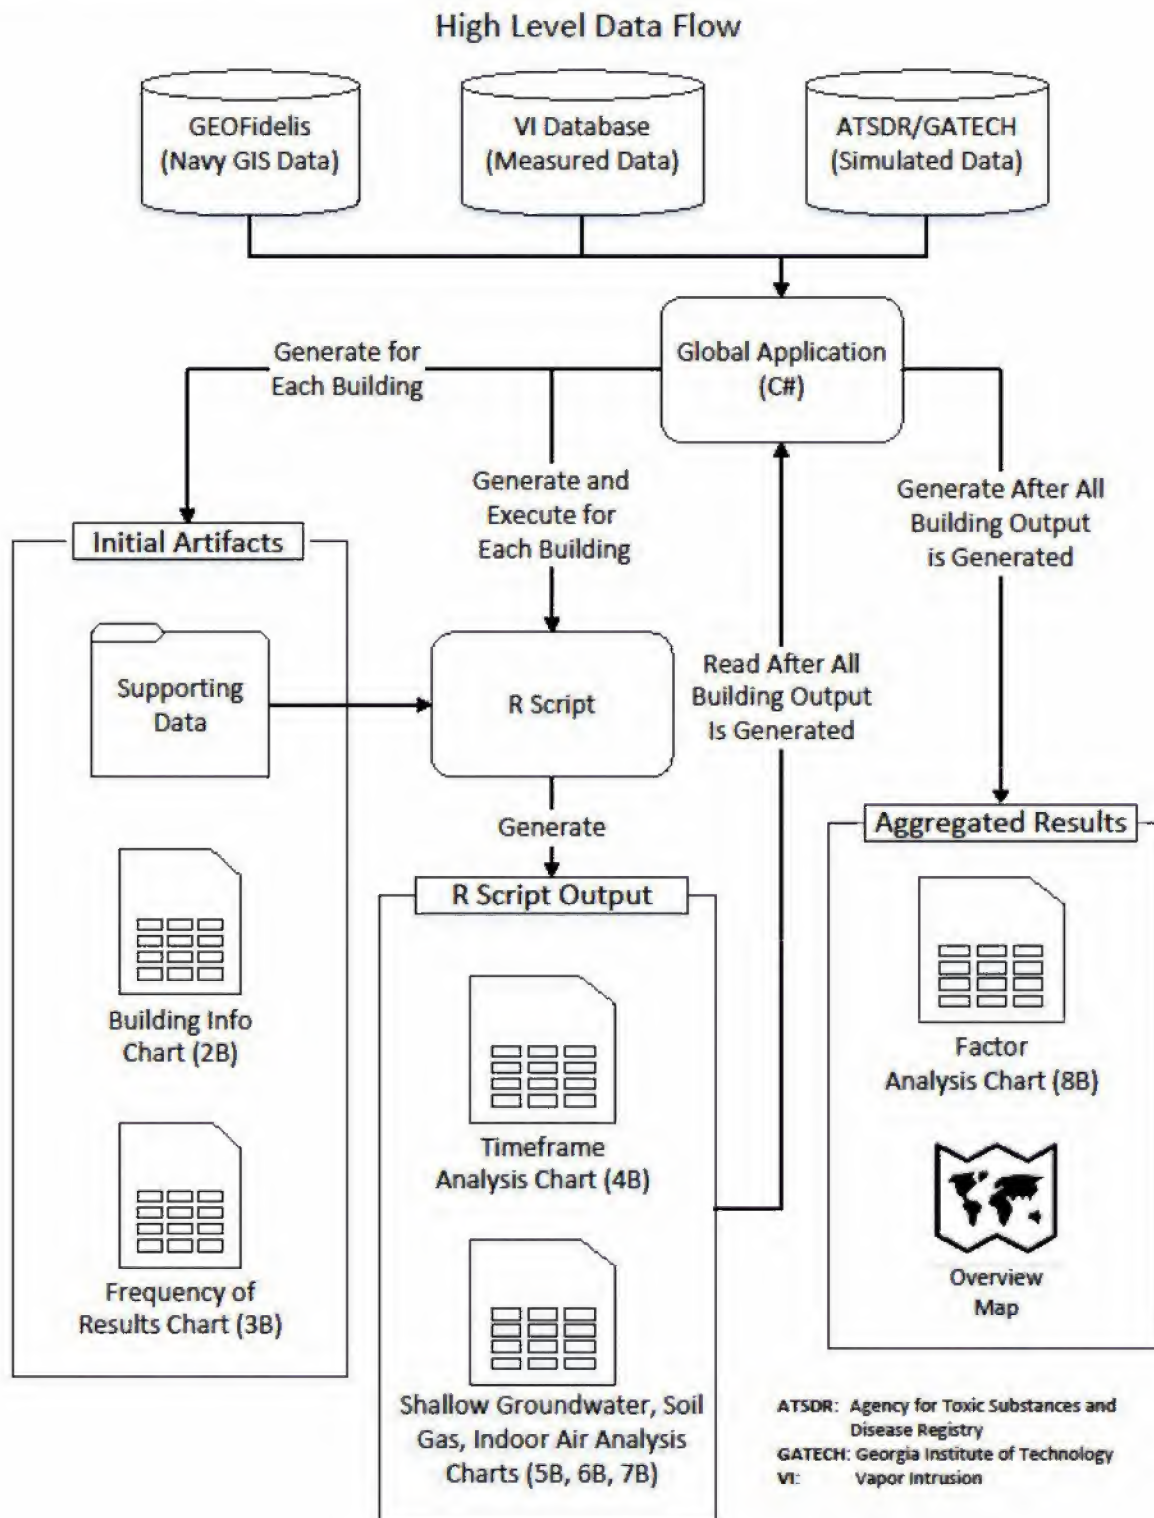 High Level Data Flow
GEOFidelis
(Navy GIS Data)
VI Database
(Measured Data)
ATSDR/GATECH
(Simulated Data)
Global Application
(C#)
Generate for
Each Building
Generate and
Execute for
Each Building
Generate After All
Building Output
is Generated
Initial Artifacts
Supporting
Data
R Script
Read After All
Building Output
Is Generated
Generate
Building Info
Chart (2B)
Frequency of
Results Chart (3B)
R Script Output
Timeframe
Analysis Chart (4B)
Shallow Groundwater, Soil
Gas, Indoor Air Analysis
Charts (5B, 6B, 7B)
Aggregated Results
Factor
Analysis Chart (8B)
Overview
Map
ATSDR: Agency for Toxic Substances and
Disease Registry
GATECH: Georgia Institute of Technology
VI: Vapor Intrusion